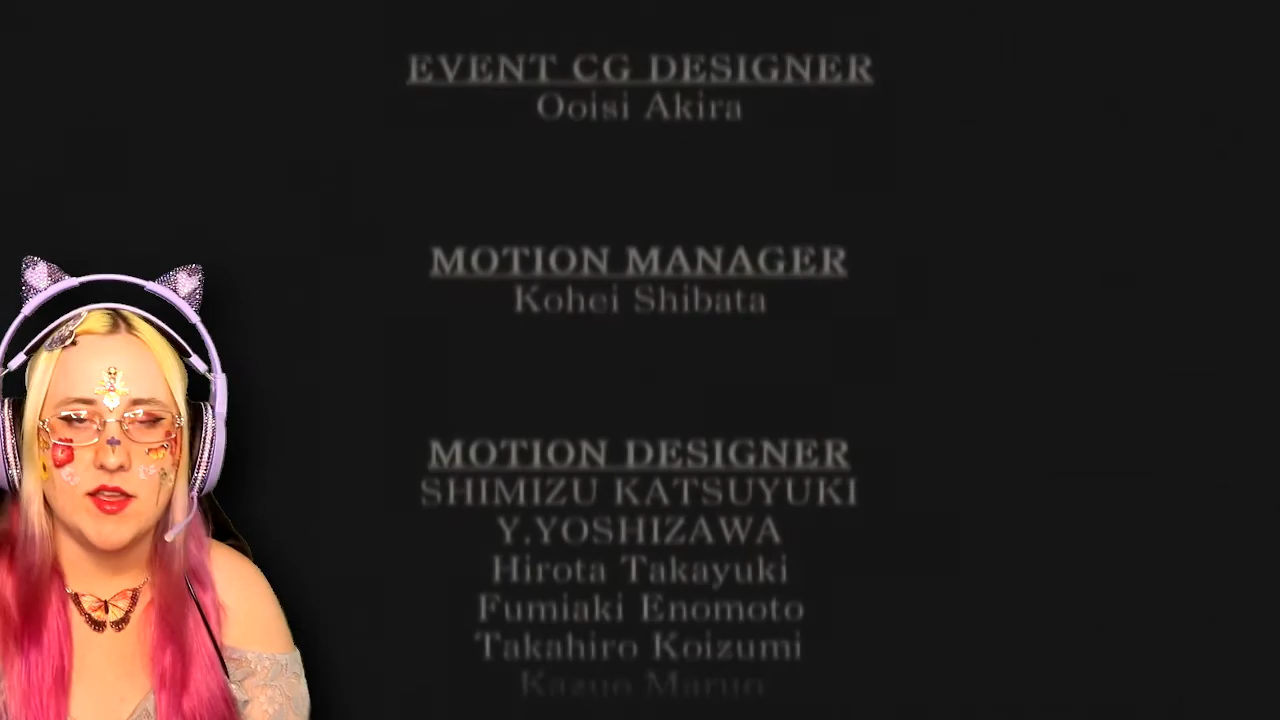 EVENT CG DESIGNER
Ooisi Akira
MOTION MANAGER
Kohei Shibata
MOTION DESIGNER
SHIMIZU KATSUYUKI
Y.YOSHIZAWA
Hirota Takayuki
Fumiaki Enomoto
Takahiro Koizumi
Kazuo